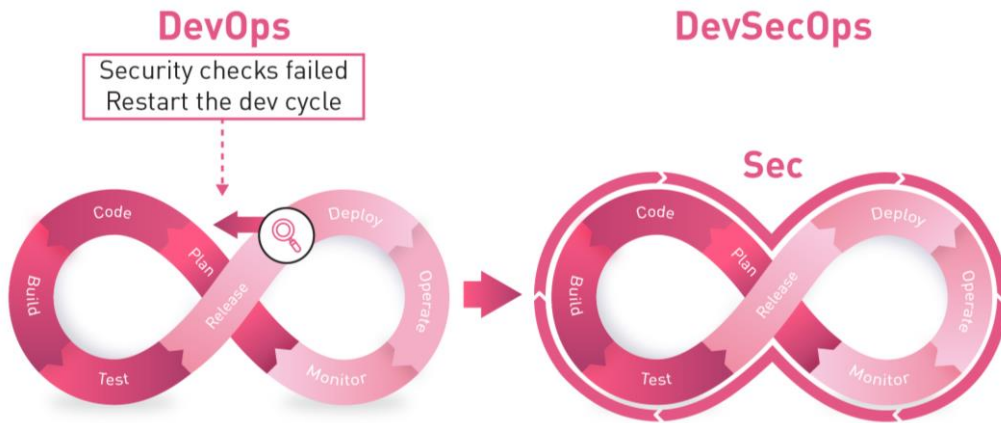 DevOps
Security checks failed
Restart the dev cycle
Code
Plan
Build
Test
Release
Deploy
Operate
Monitor
DevSecOps
Sec
Code
Plan
Build
Test
Release
Deploy
Operate
Monitor